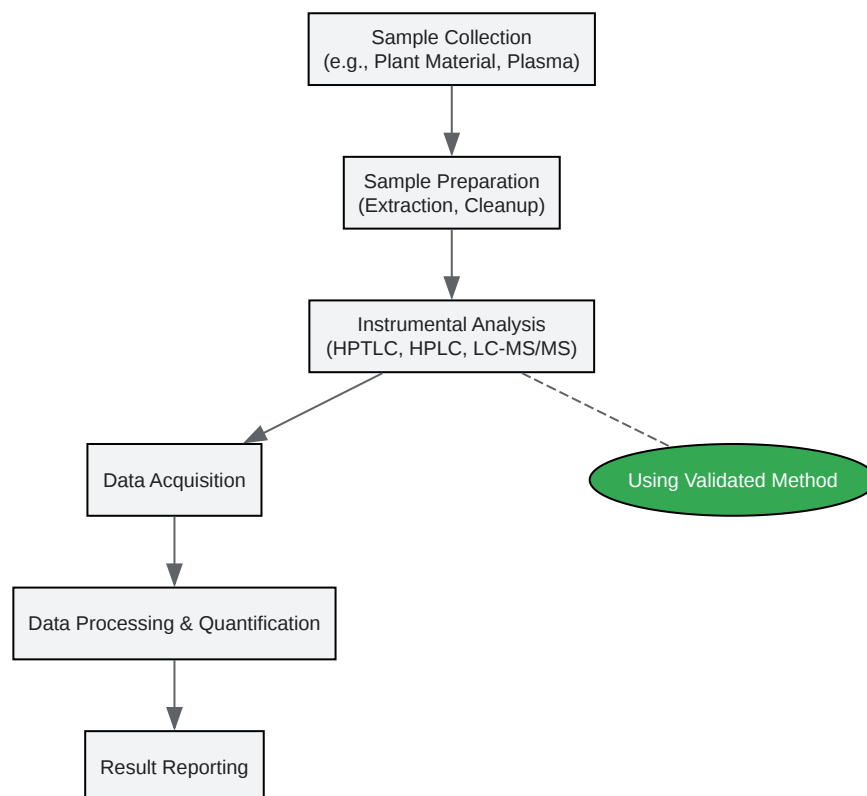 Sample Collection
(e.g., Plant Material, Plasma)
Sample Preparation
(Extraction, Cleanup)
Instrumental Analysis
(HPTLC, HPLC, LC-MS/MS)
Data Acquisition
Using Validated Method
Data Processing & Quantification
Result Reporting